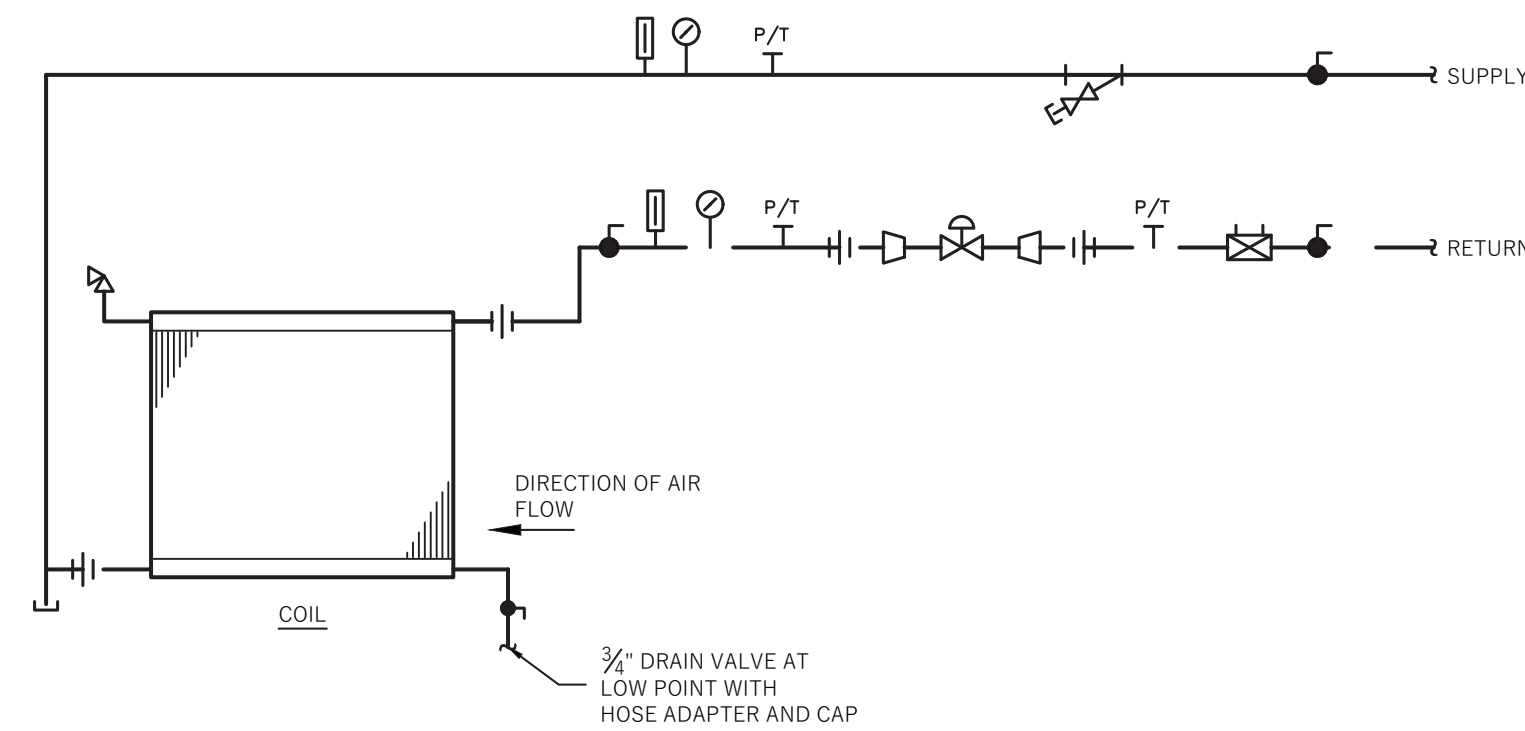 P/T
SUPPLY
P/T
P/T
RETURN
DIRECTION OF AIR
FLOW
COIL
3/4" DRAIN VALVE AT
LOW POINT WITH
HOSE ADAPTER AND CAP